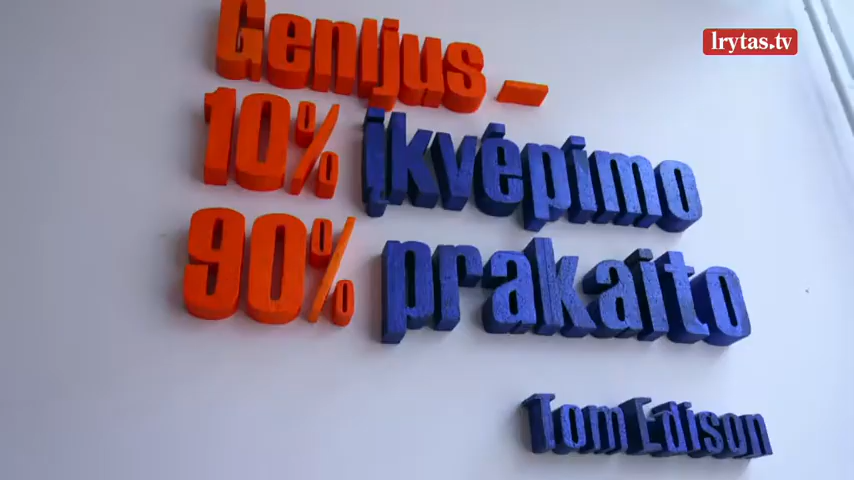 lrytas.tv
Genijus –
10% įkvėpimo
90% prakaito
Tom Edison